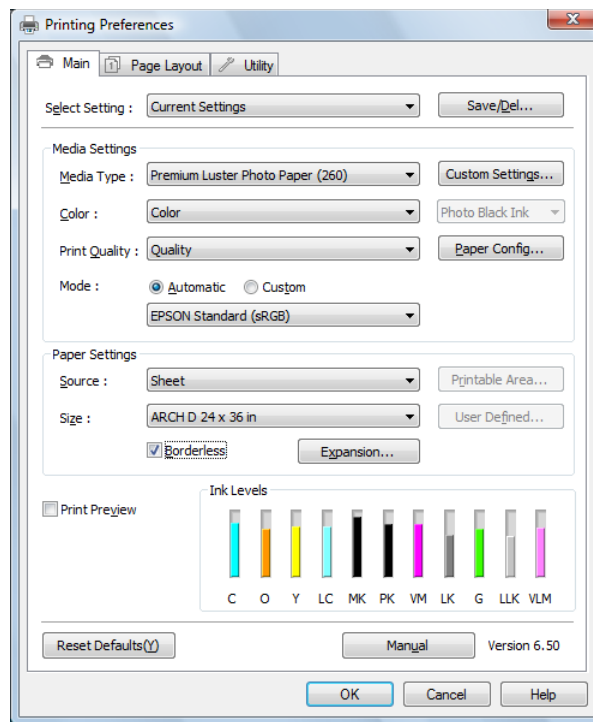 Printing Preferences
Main Page Layout Utility
Select Setting : Current Settings Save/Del...
Media Settings
Media Type : Premium Luster Photo Paper (260) Custom Settings...
Color : Color Photo Black Ink
Print Quality : Quality Paper Config...
Mode : Automatic Custom
EPSON Standard (sRGB)
Paper Settings
Source : Sheet Printable Area...
Size : ARCH D 24 x 36 in User Defined...
Borderless Expansion...
Print Preview
Ink Levels
C O Y LC MK PK VM LK G LLK VLM
Reset Defaults(Y) Manual Version 6.50
OK Cancel Help